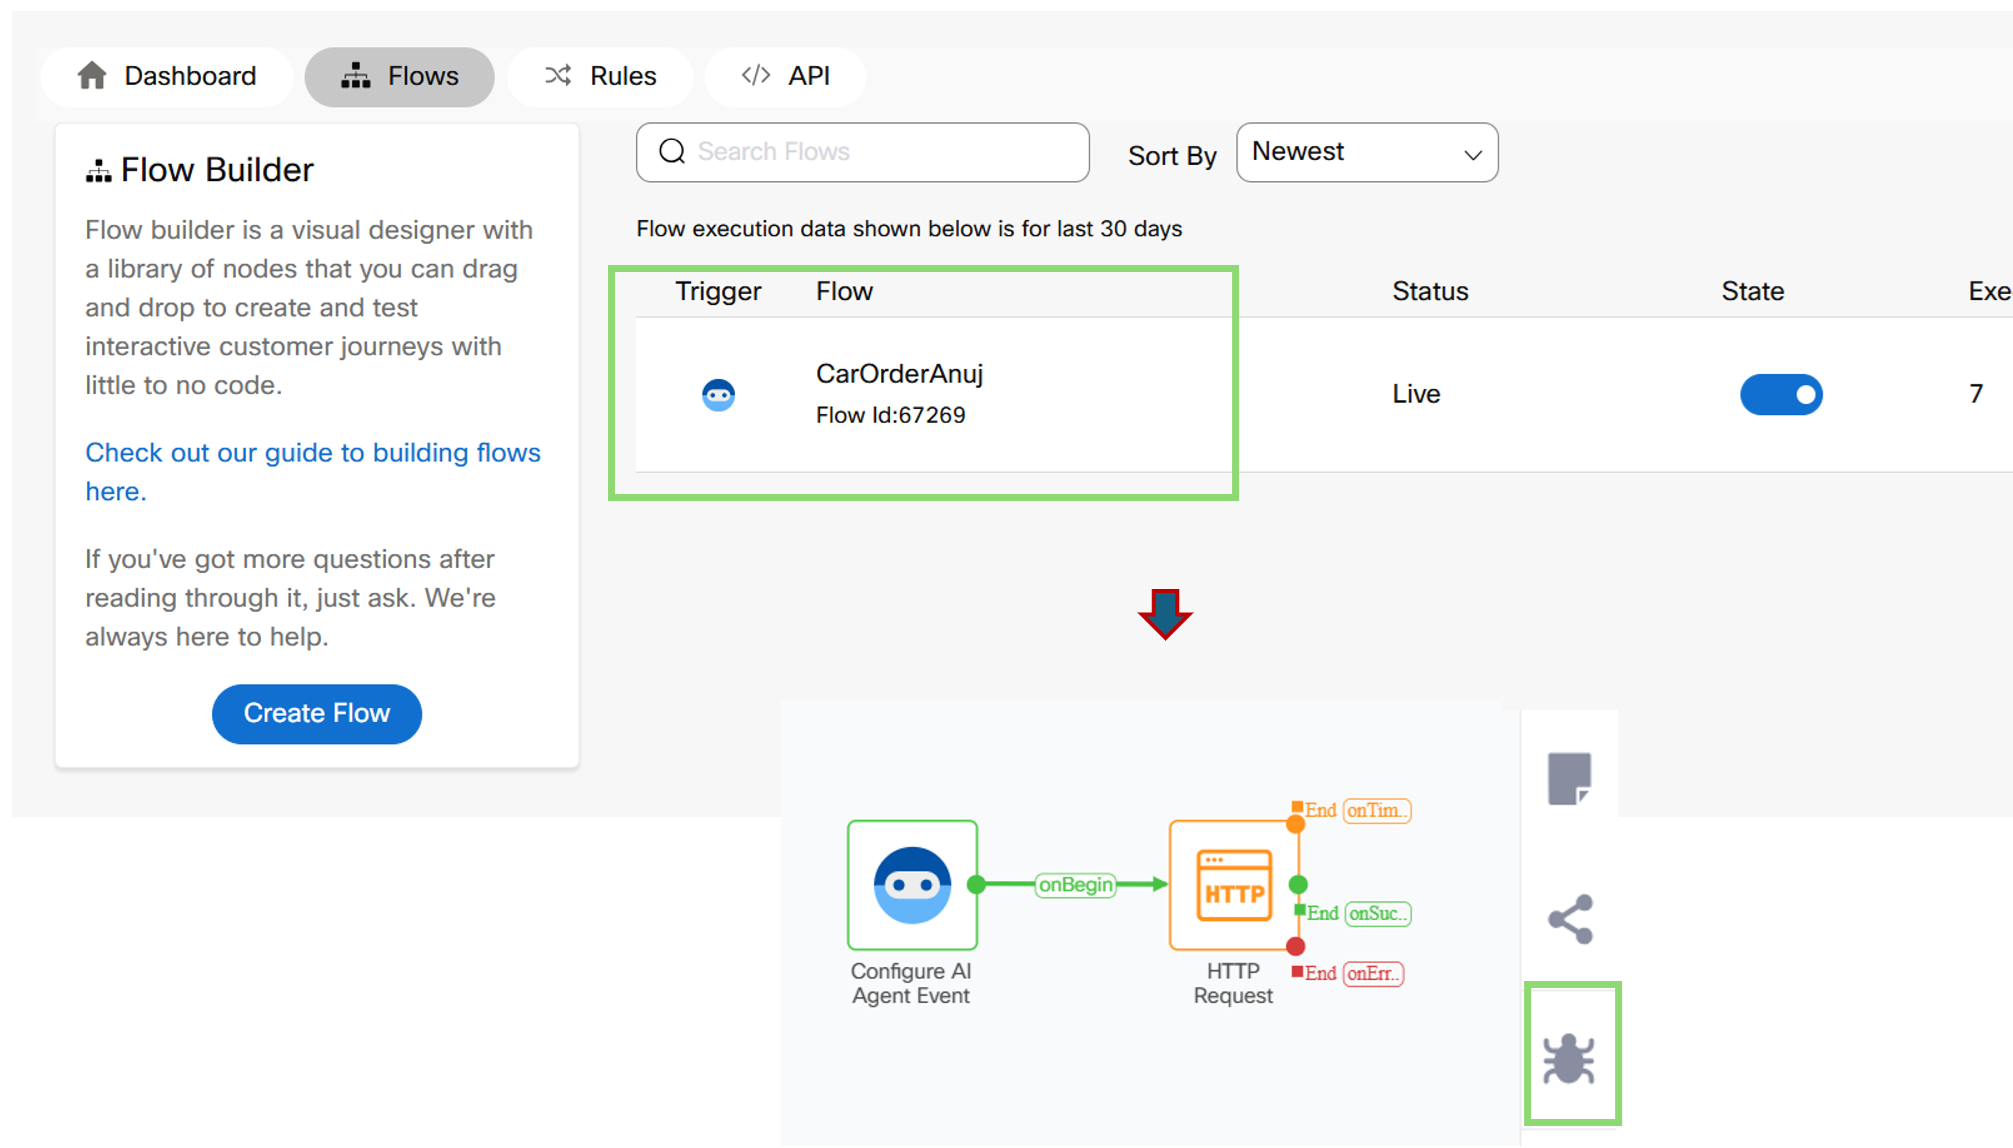 Dashboard
Flows
Rules
</> API
Flow Builder
Flow builder is a visual designer with
a library of nodes that you can drag
and drop to create and test
interactive customer journeys with
little to no code.
Check out our guide to building flows
here.
If you've got more questions after
reading through it, just ask. We're
always here to help.
Create Flow
Search Flows
Sort By
Newest
Flow execution data shown below is for last 30 days
Trigger Flow Status State Exe
CarOrderAnuj
Flow Id:67269
Live
7
End onTim..
onBegin
HTTP
End onSuc..
End onErr..
Configure AI
Agent Event
HTTP
Request